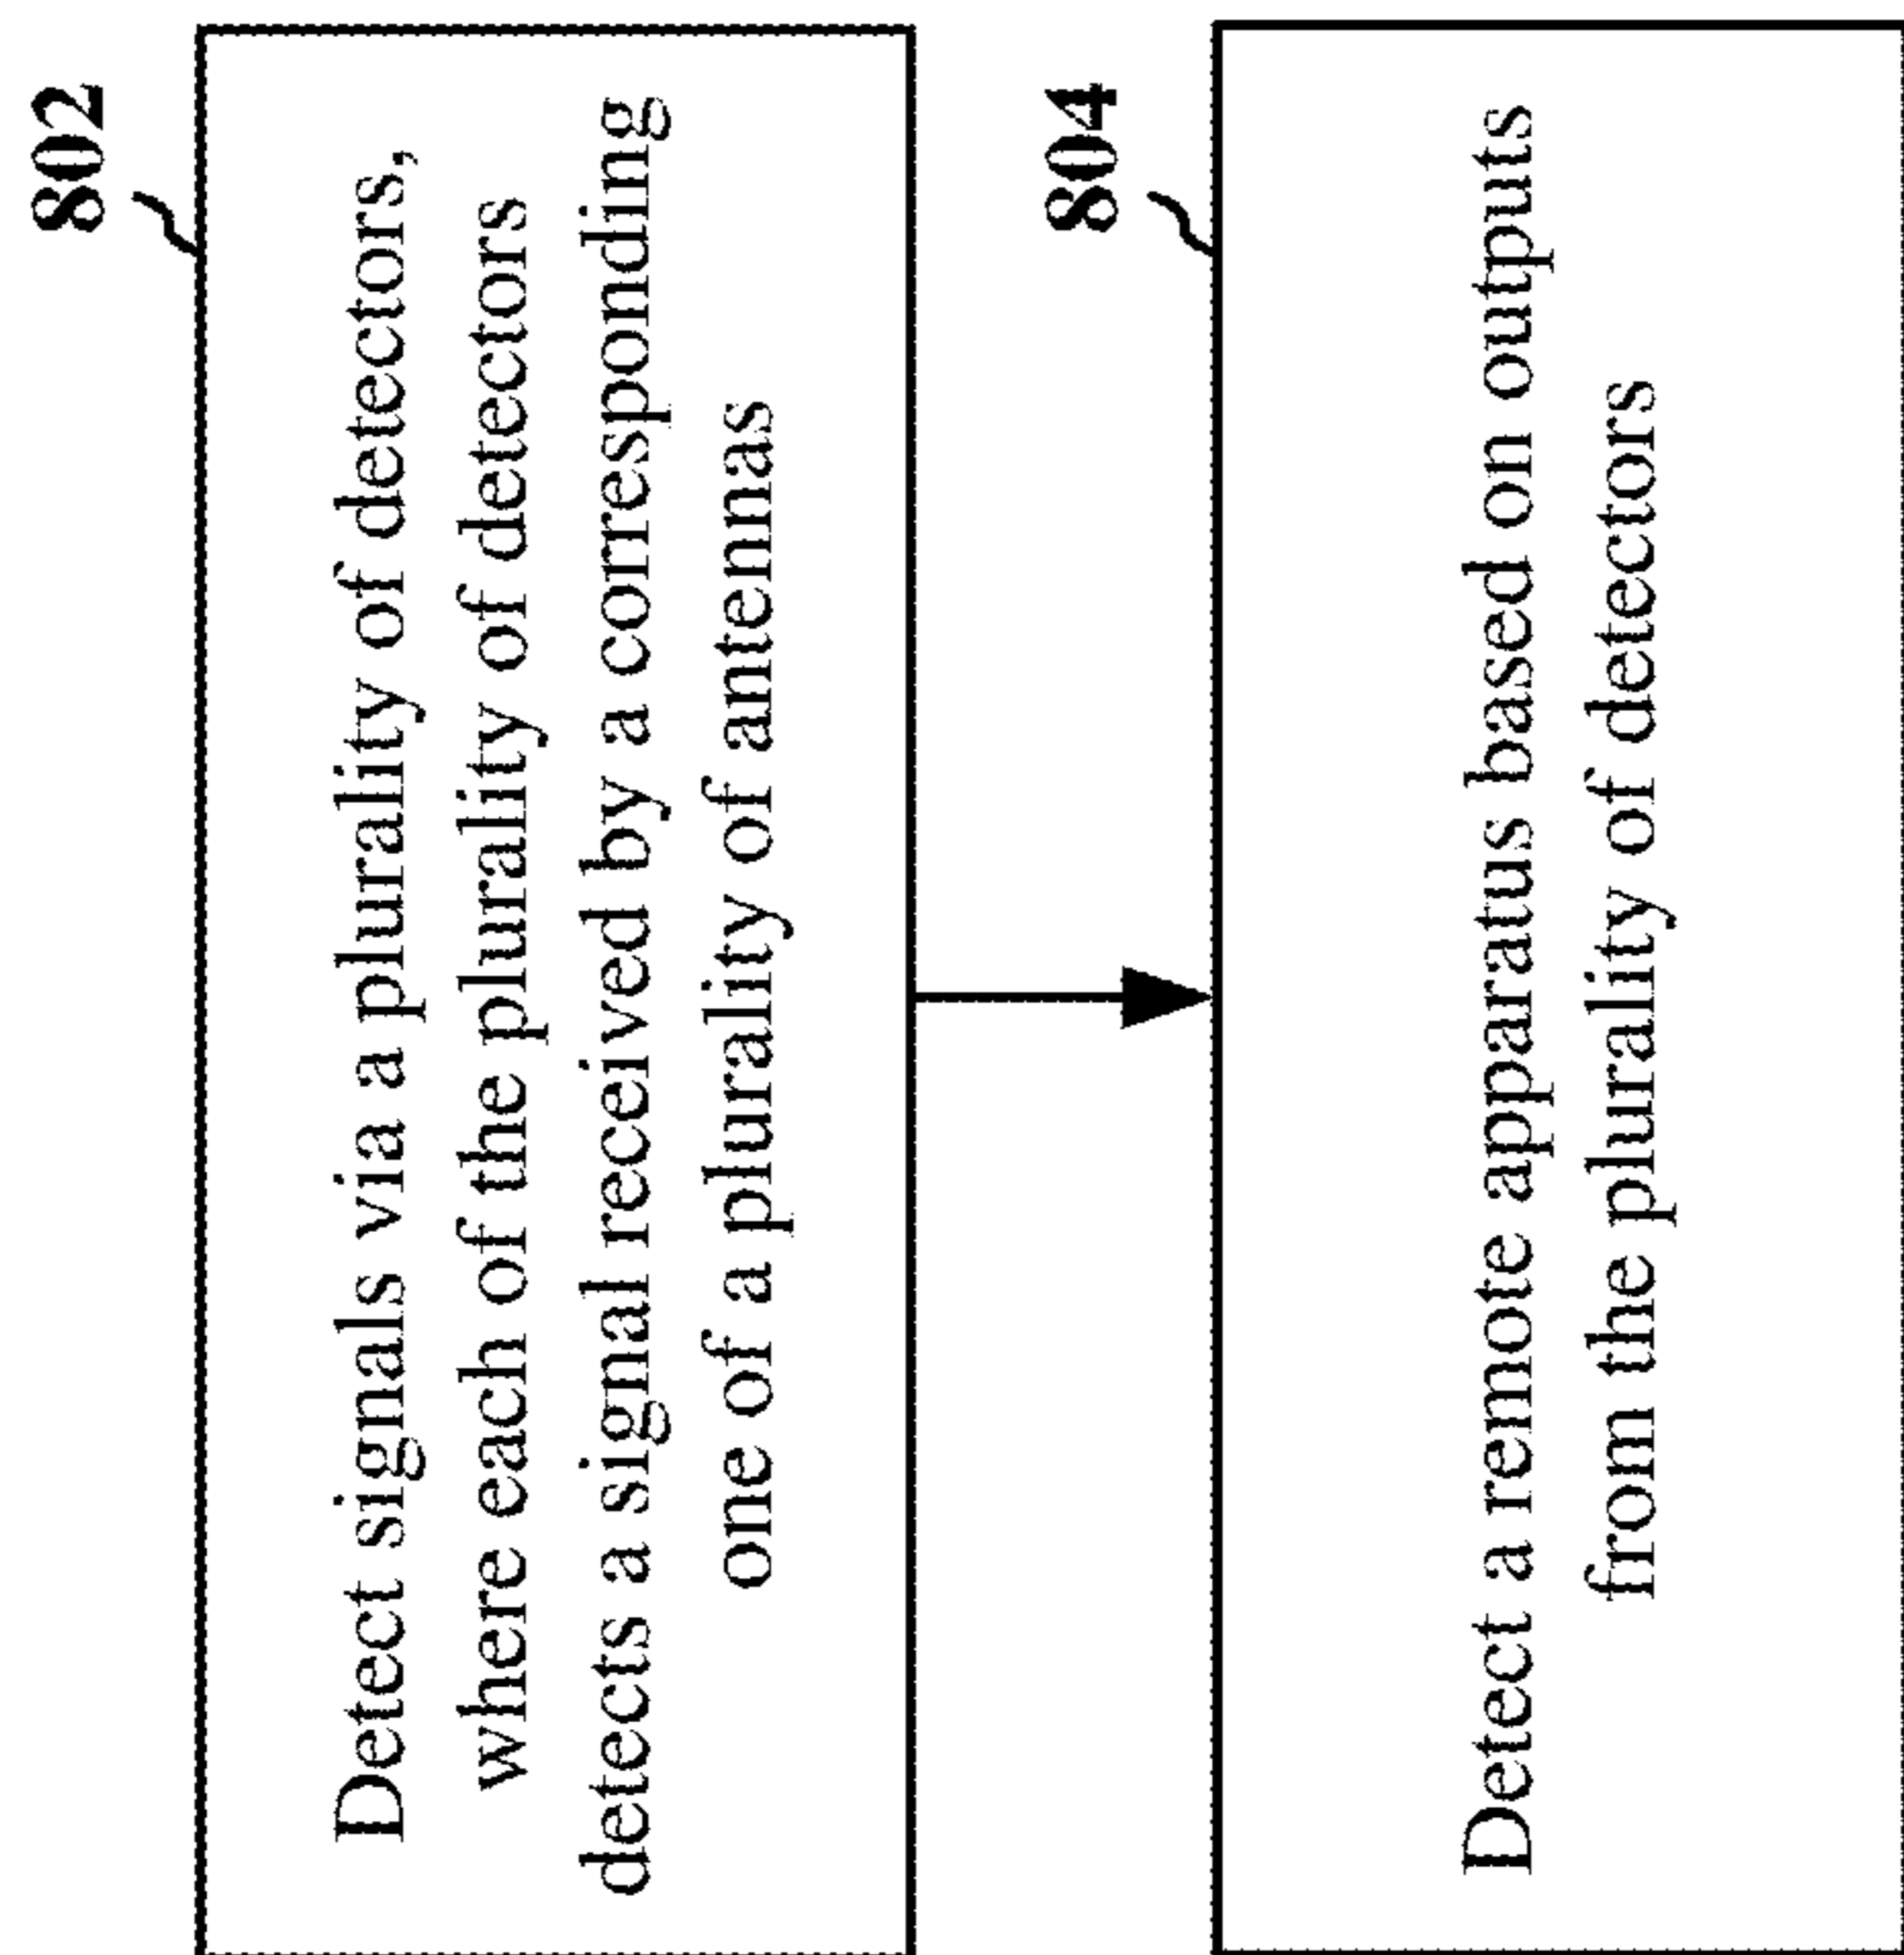 802
Detect signals via a plurality of detectors,
where each of the plurality of detectors
detects a signal received by a corresponding
one of a plurality of antennas
804
Detect a remote apparatus based on outputs
from the plurality of detectors